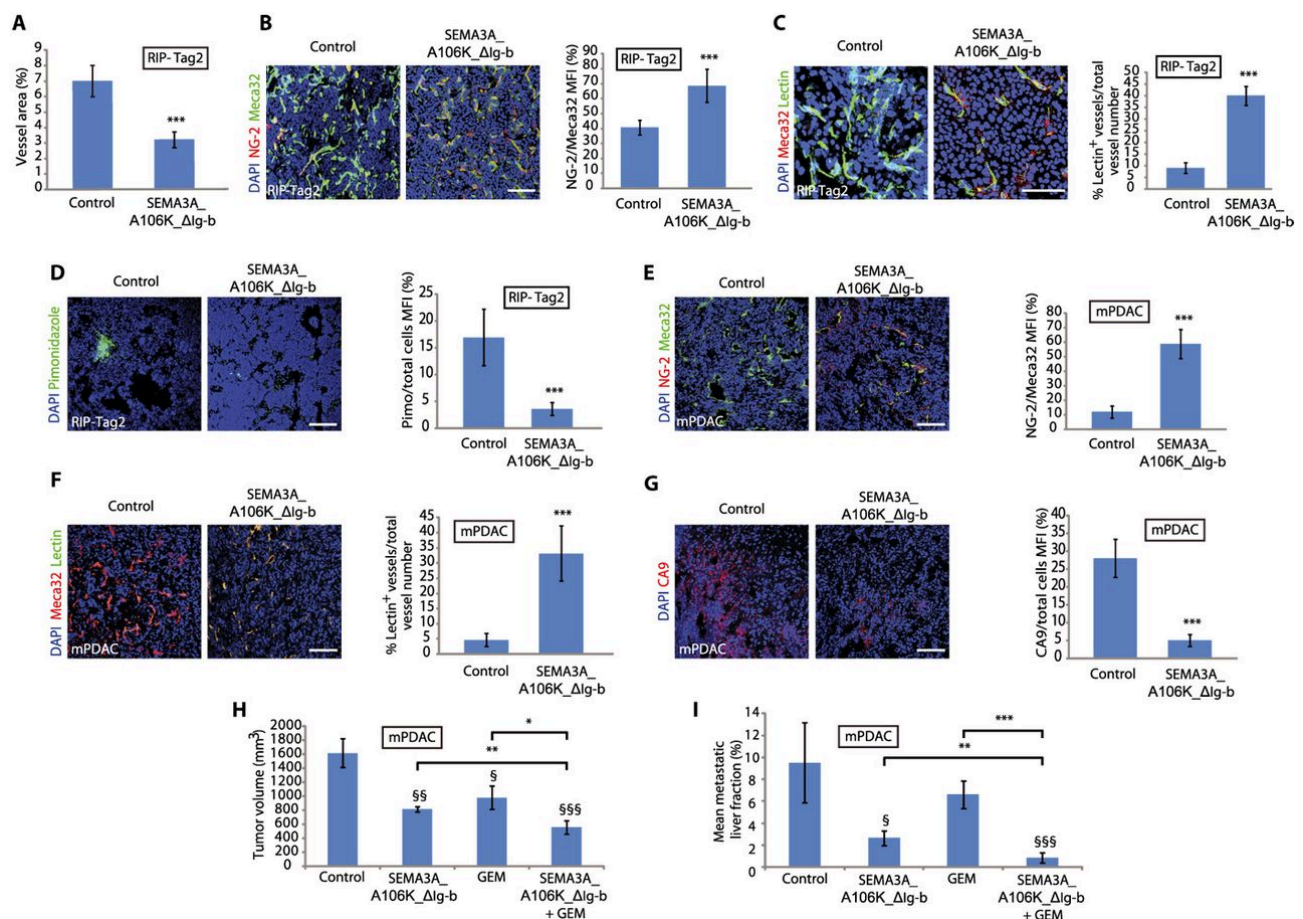 A
RIP- Tag2
Vessel area (%)
9
8
7
6
5
4
3
2
1
0
***
Control
SEMA3A_
A106K_ΔIg-b
B
Control
SEMA3A_
A106K_ΔIg-b
DAPI NG-2 Meca32
RIP-Tag2
NG-2/Meca32 MFI (%)
90
80
70
60
50
40
30
20
10
0
RIP-Tag2
***
Control
SEMA3A_
A106K_ΔIg-b
C
Control
SEMA3A_
A106K_ΔIg-b
DAPI Meca32 Lectin
RIP-Tag2
% Lectin+ vessels/total
vessel number
50
45
40
35
30
25
20
15
10
5
0
RIP-Tag2
***
Control
SEMA3A_
A106K_ΔIg-b
D
Control
SEMA3A_
A106K_ΔIg-b
DAPI Pimonidazole
RIP-Tag2
Pimo/total cells MFI (%)
25
20
15
10
5
0
RIP- Tag2
***
Control
SEMA3A_
A106K_ΔIg-b
E
Control
SEMA3A_
A106K_ΔIg-b
DAPI NG-2 Meca32
mPDAC
NG-2/Meca32 MFI (%)
80
70
60
50
40
30
20
10
0
mPDAC
***
Control
SEMA3A_
A106K_ΔIg-b
F
Control
SEMA3A_
A106K_ΔIg-b
DAPI Meca32 Lectin
mPDAC
% Lectin+ vessels/total
vessel number
45
40
35
30
25
20
15
10
5
0
mPDAC
***
Control
SEMA3A_
A106K_ΔIg-b
G
Control
SEMA3A_
A106K_ΔIg-b
DAPI CA9
mPDAC
CA9/total cells MFI (%)
40
35
30
25
20
15
10
5
0
mPDAC
***
Control
SEMA3A_
A106K_ΔIg-b
H
Tumor volume (mm3)
2000
1800
1600
1400
1200
1000
800
600
400
200
0
mPDAC
*
**
§§
§
§§§
Control
SEMA3A_
A106K_ΔIg-b
GEM
SEMA3A_
A106K_ΔIg-b
+ GEM
I
Mean metastatic
liver fraction (%)
14
12
10
8
6
4
2
0
mPDAC
***
**
§
§§§
Control
SEMA3A_
A106K_ΔIg-b
GEM
SEMA3A_
A106K_ΔIg-b
+ GEM